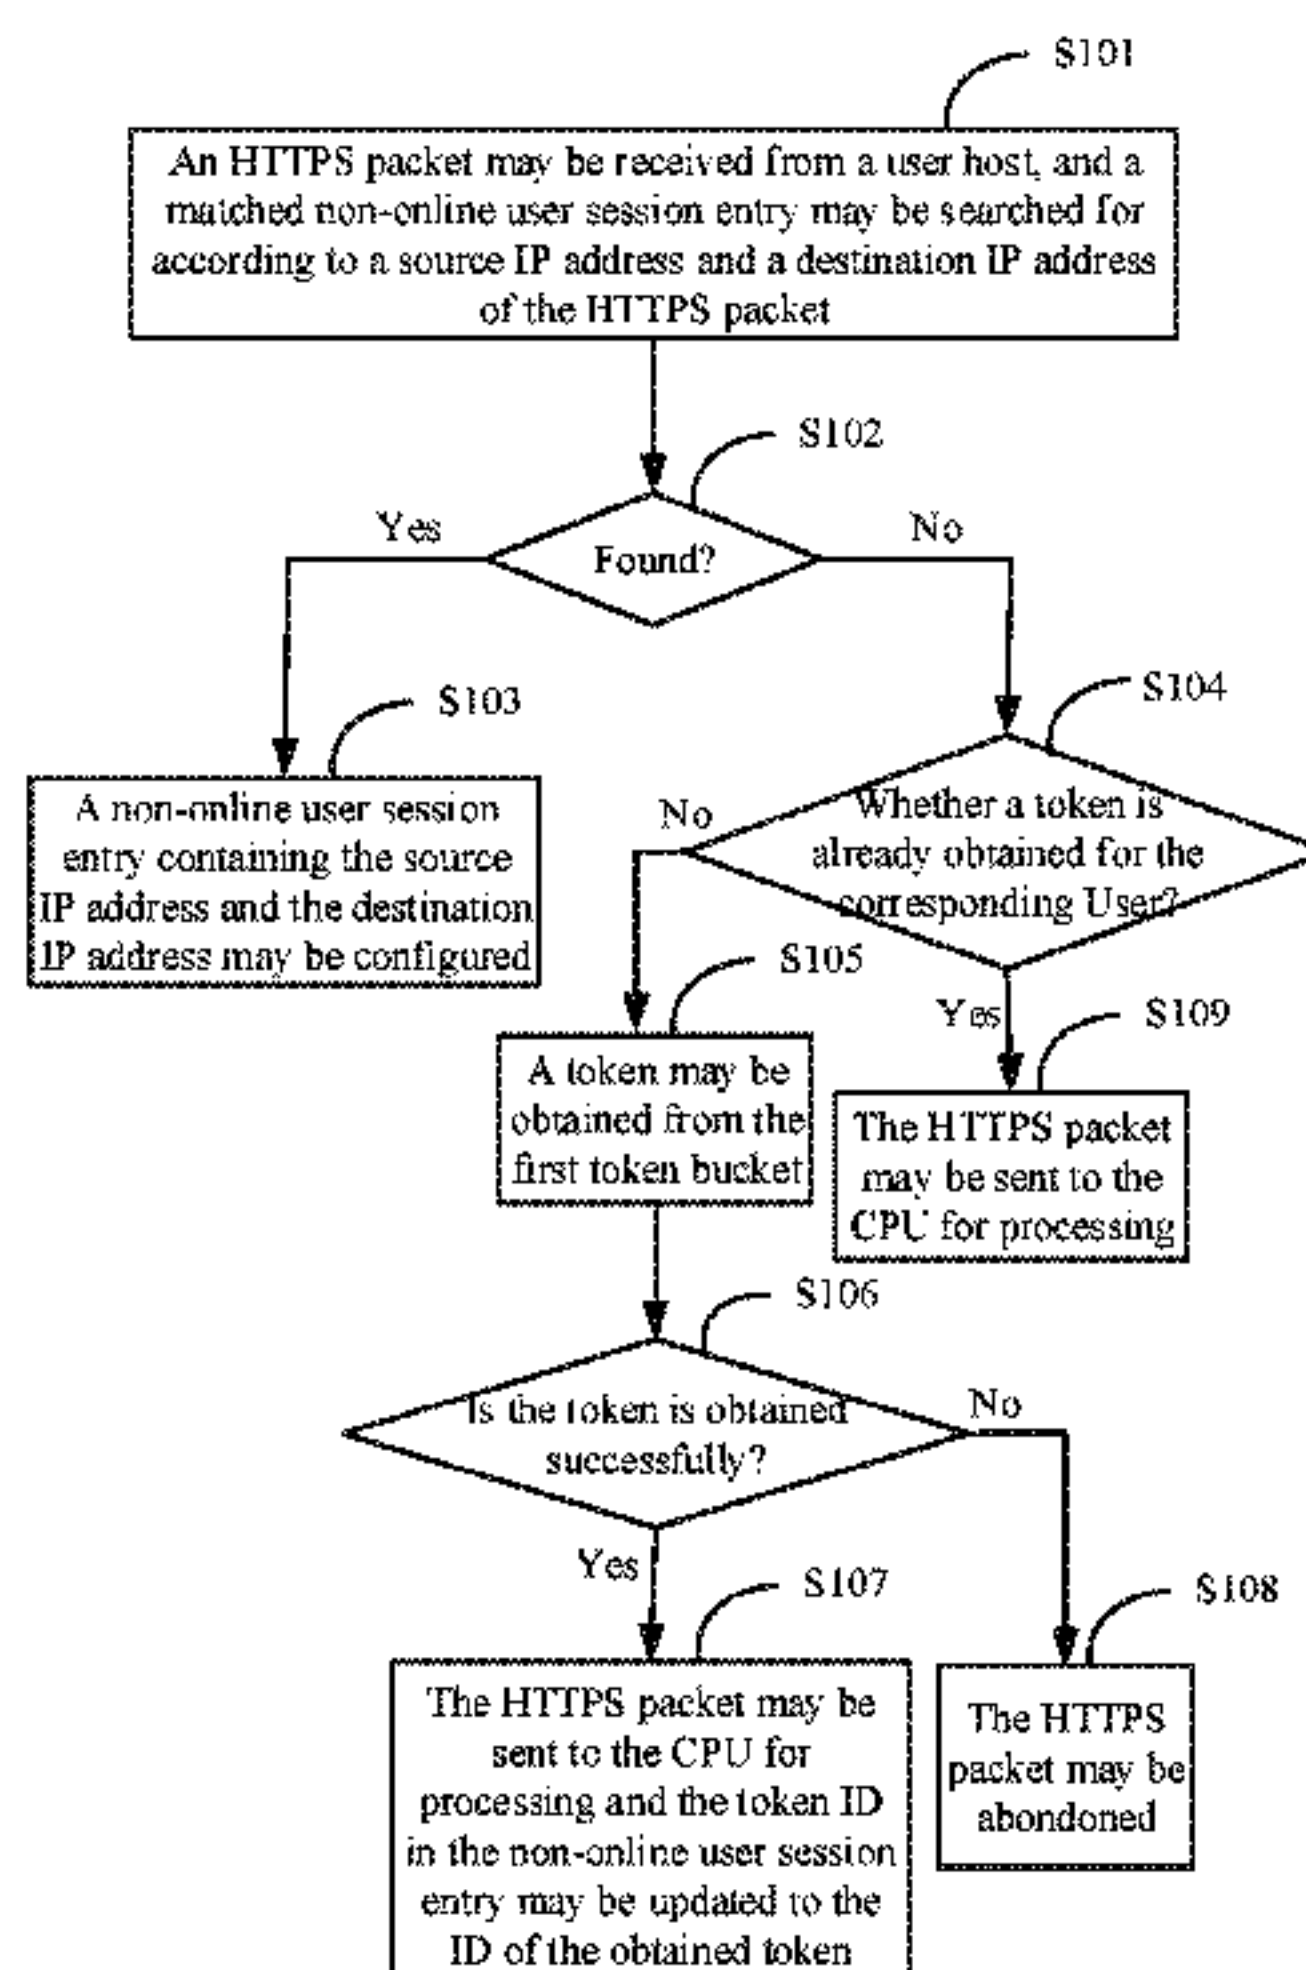 S101
An HTTPS packet may be received from a user host, and a
matched non-online user session entry may be searched for
according to a source IP address and a destination IP address
of the HTTPS packet
S102
Yes
Found?
No
S103
A non-online user session
entry containing the source
IP address and the destination
IP address may be configured
S104
Whether a token is
already obtained for the
corresponding User?
No
Yes
S105
A token may be
obtained from the
first token bucket
S109
The HTTPS packet
may be sent to the
CPU for processing
S106
Is the token is obtained
successfully?
No
Yes
S107
The HTTPS packet may be
sent to the CPU for
processing and the token ID
in the non-online user session
entry may be updated to the
ID of the obtained token
S108
The HTTPS
packet may be
abondoned